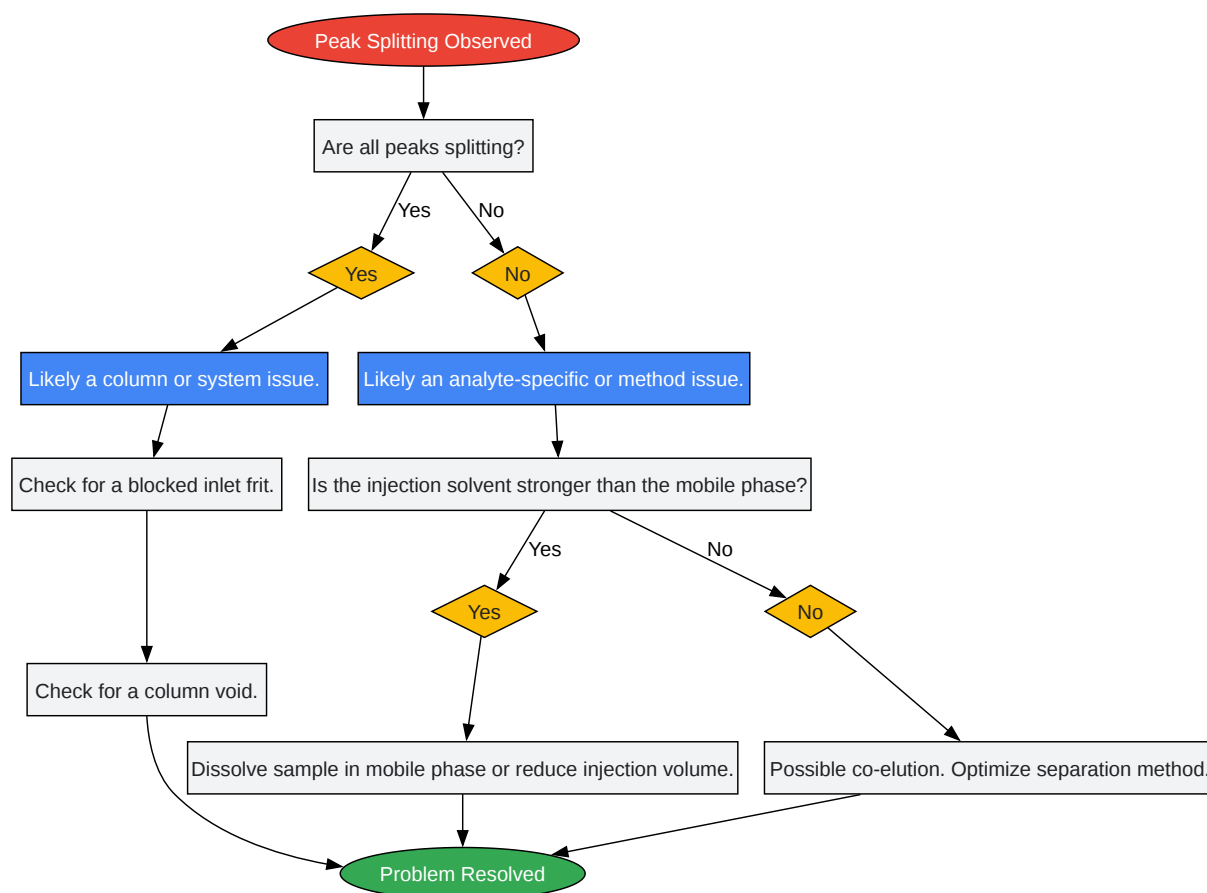 Peak Splitting Observed
Are all peaks splitting?
Yes
No
Yes
No
Likely a column or system issue.
Likely an analyte-specific or method issue.
Check for a blocked inlet frit.
Is the injection solvent stronger than the mobile phase?
Yes
No
Yes
No
Check for a column void.
Dissolve sample in mobile phase or reduce injection volume.
Possible co-elution. Optimize separation method.
Problem Resolved